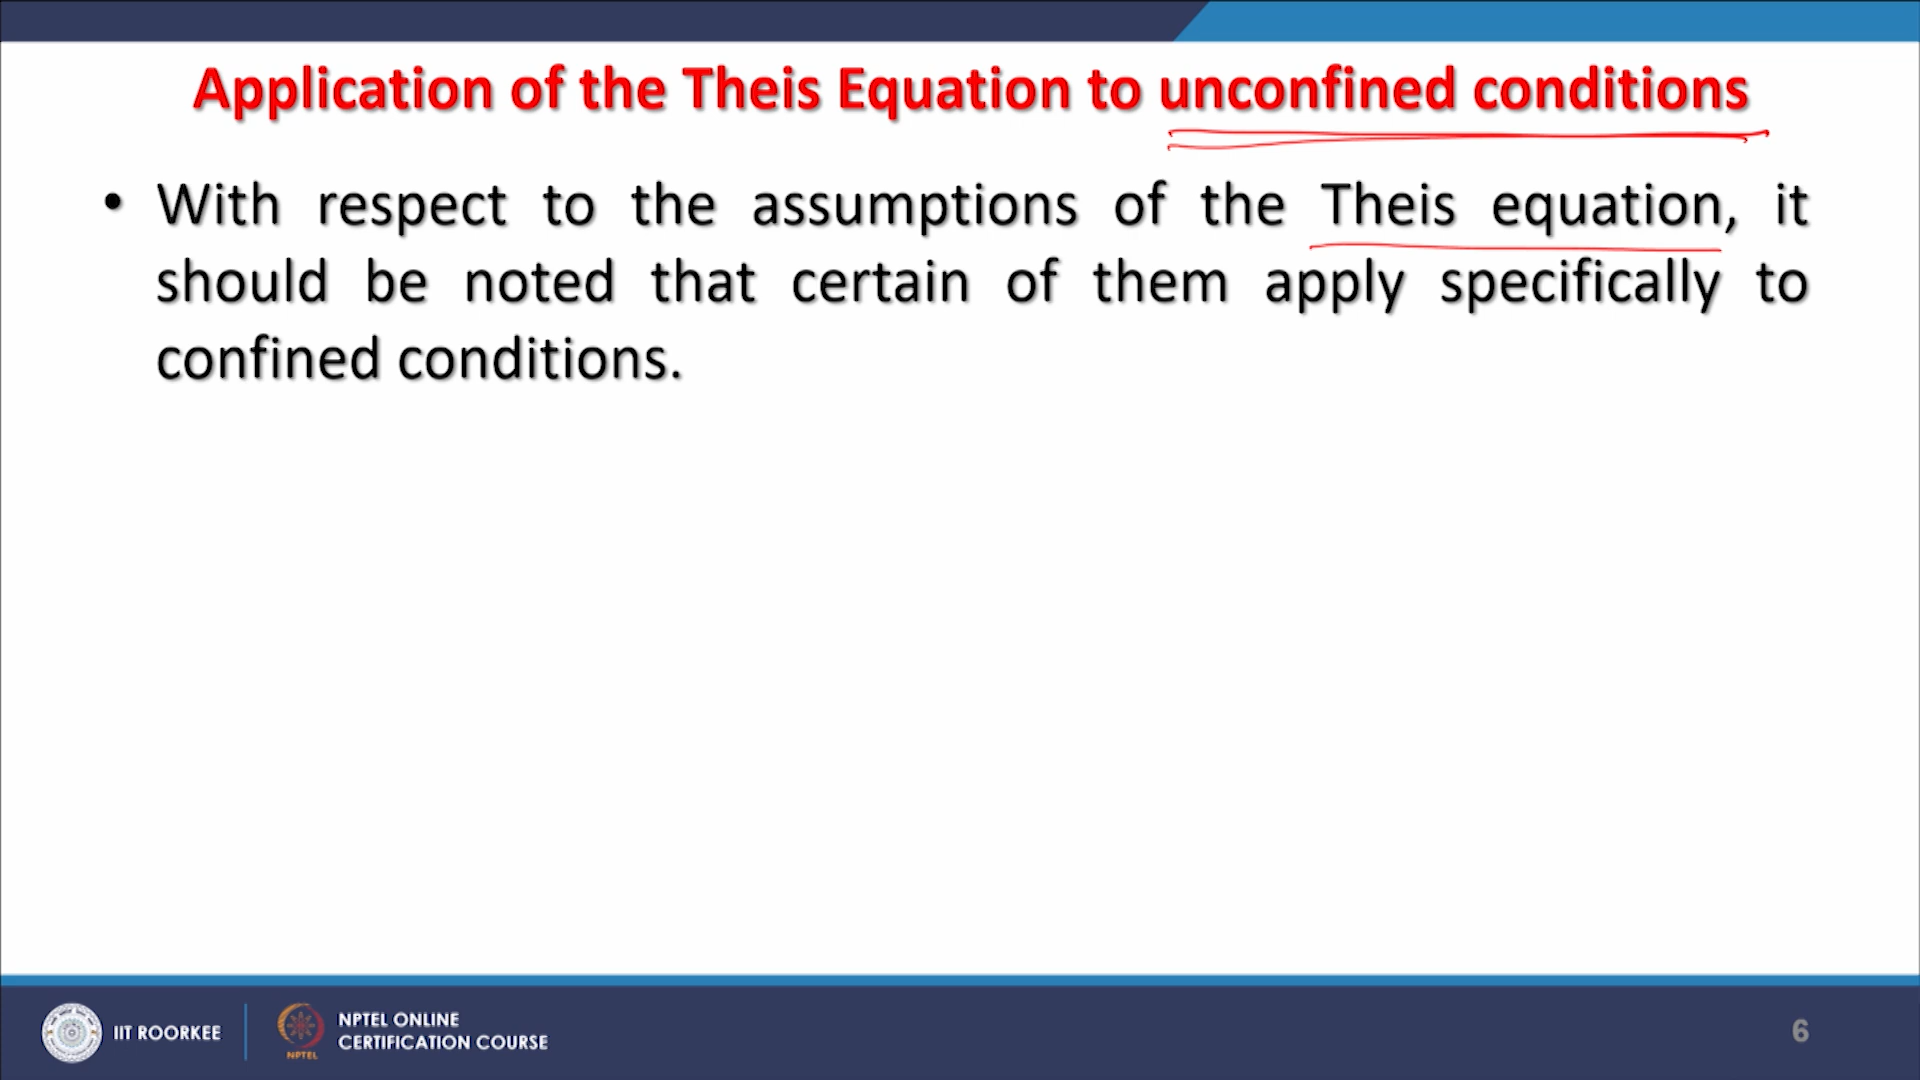 Application of the Theis Equation to unconfined conditions
• With respect to the assumptions of the Theis equation, it
should be noted that certain of them apply specifically to
confined conditions.
IIT ROORKEE
NPTEL
NPTEL ONLINE
CERTIFICATION COURSE
6